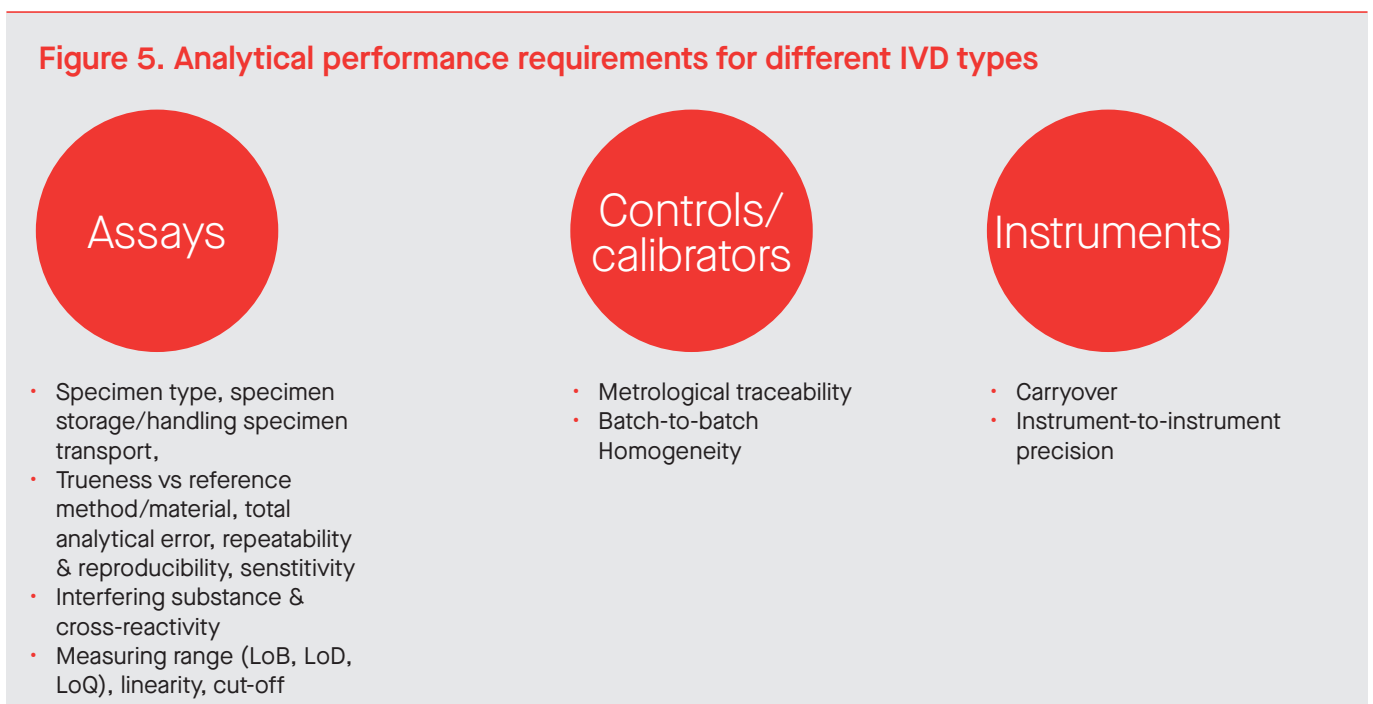 Figure 5. Analytical performance requirements for different IVD types
Assays
Controls/
calibrators
Instruments
• Specimen type, specimen
storage/handling specimen
transport,
• Trueness vs reference
method/material, total
analytical error, repeatability
& reproducibility, senstitivity
• Interfering substance &
cross-reactivity
• Measuring range (LoB, LoD,
LoQ), linearity, cut-off
• Metrological traceability
• Batch-to-batch
Homogeneity
• Carryover
• Instrument-to-instrument
precision